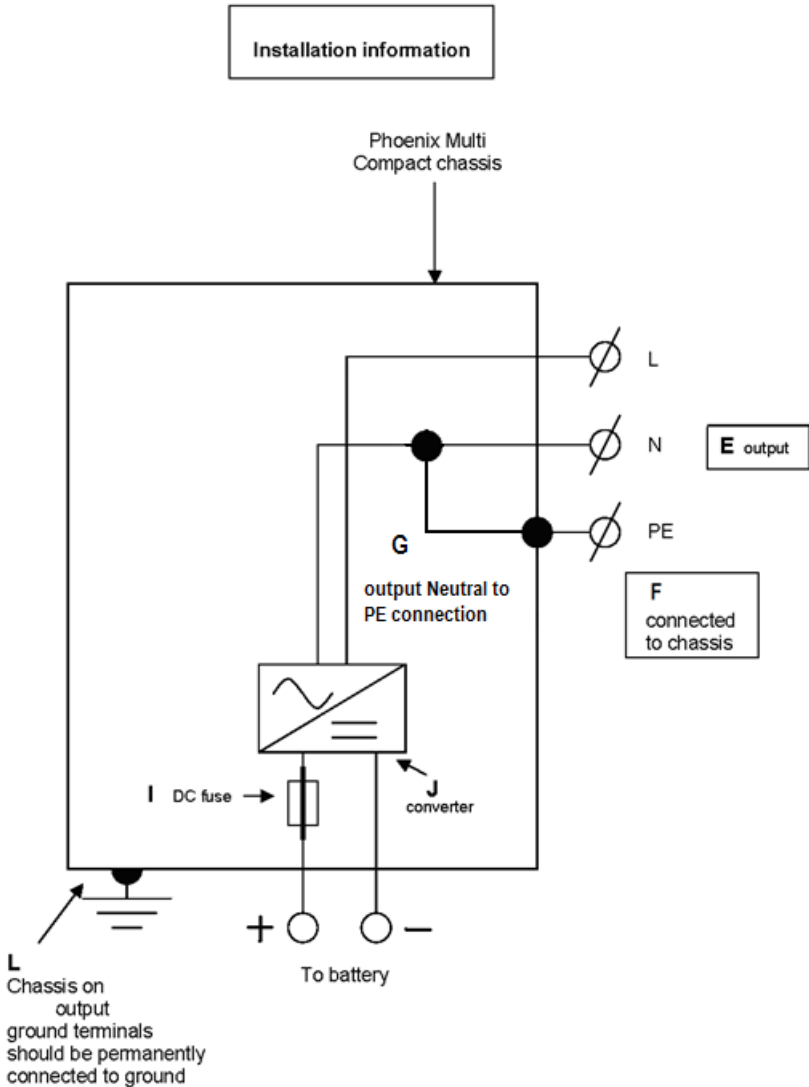 Installation information
Phoenix Multi
Compact chassis
L
N
E output
PE
G
output Neutral to
PE connection
F
connected
to chassis
I DC fuse
J
converter
+
−
To battery
L
Chassis on
output
ground terminals
should be permanently
connected to ground